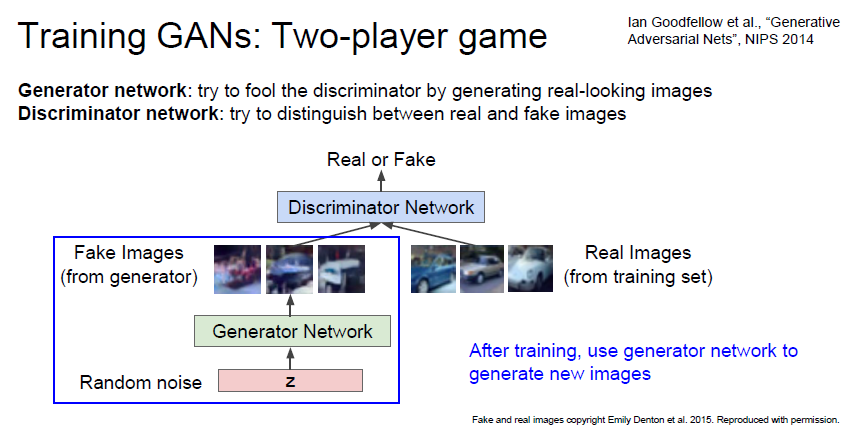 Training GANs: Two-player game
Ian Goodfellow et al., “Generative
Adversarial Nets”, NIPS 2014
Generator network: try to fool the discriminator by generating real-looking images
Discriminator network: try to distinguish between real and fake images
Real or Fake
Discriminator Network
Fake Images
(from generator)
Real Images
(from training set)
Generator Network
Random noise
z
After training, use generator network to
generate new images
Fake and real images copyright Emily Denton et al. 2015. Reproduced with permission.